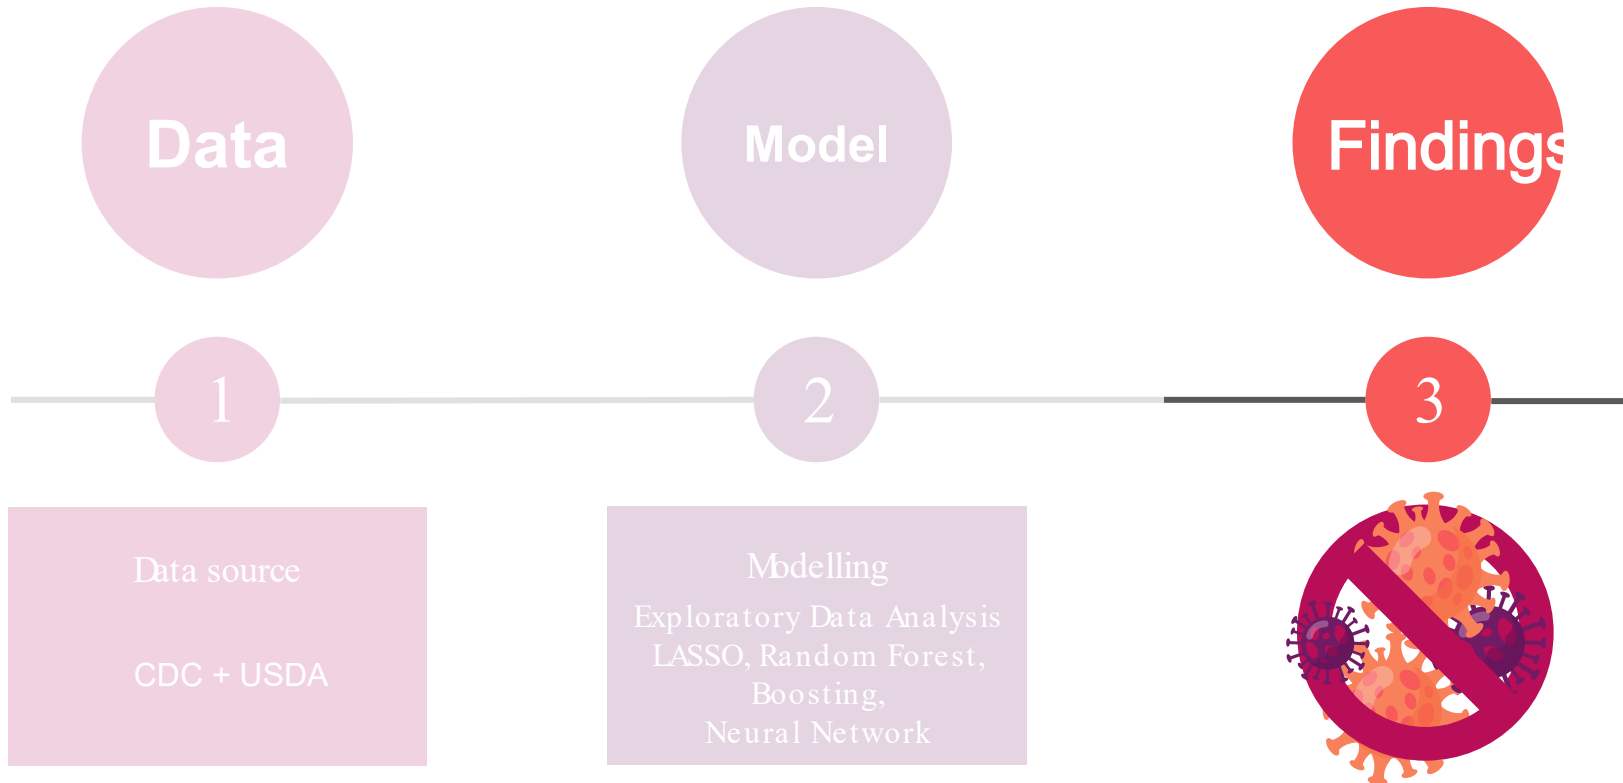 Data
Model
Findings
1
2
3
Data source
CDC + USDA
Modelling
Exploratory Data Analysis
LASSO, Random Forest,
Boosting,
Neural Network